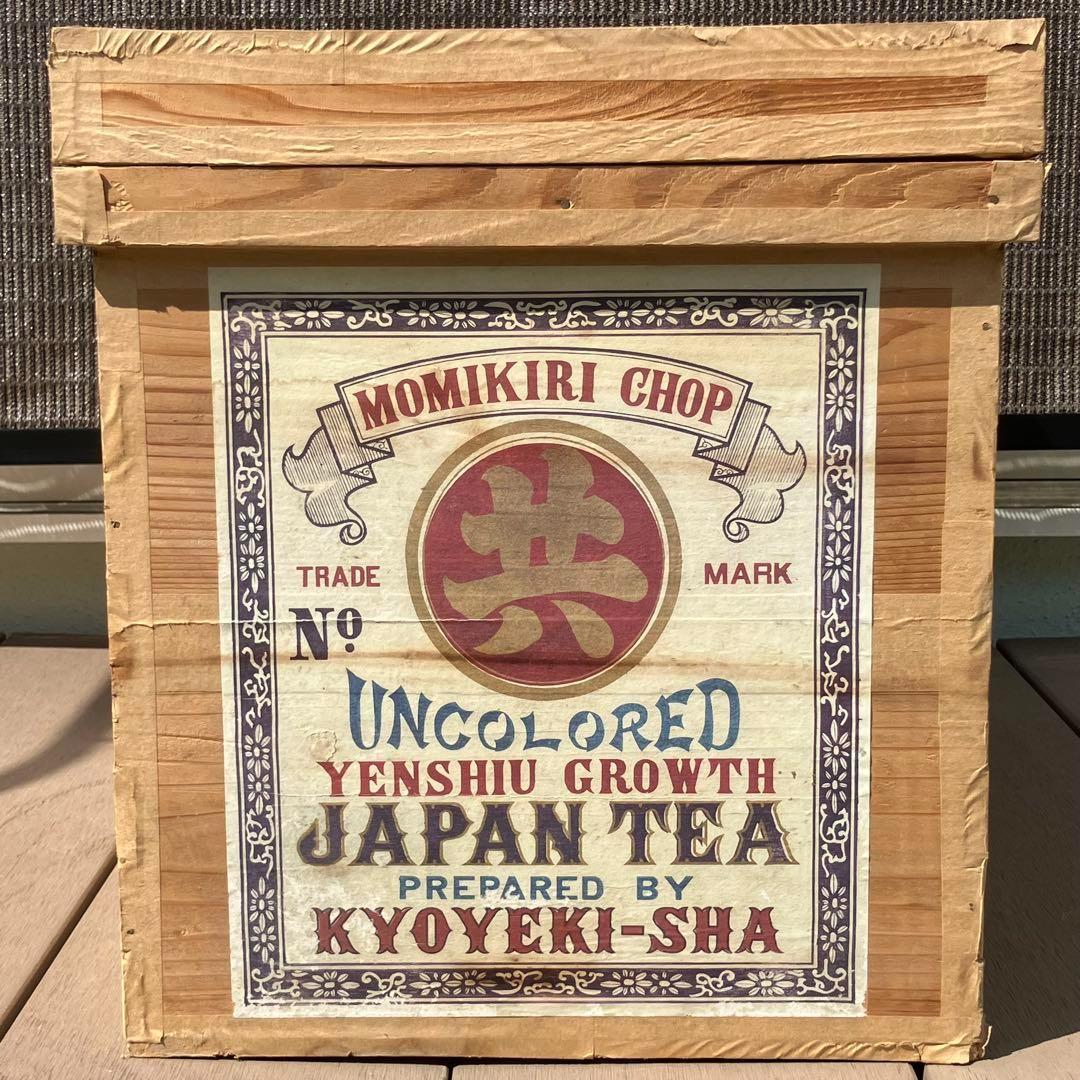 MOMIKIRI CHOP
共
TRADE MARK
Nº
UNCOLORED
YENSHIU GROWTH
JAPAN TEA
PREPARED BY
KYOYEKI-SHA